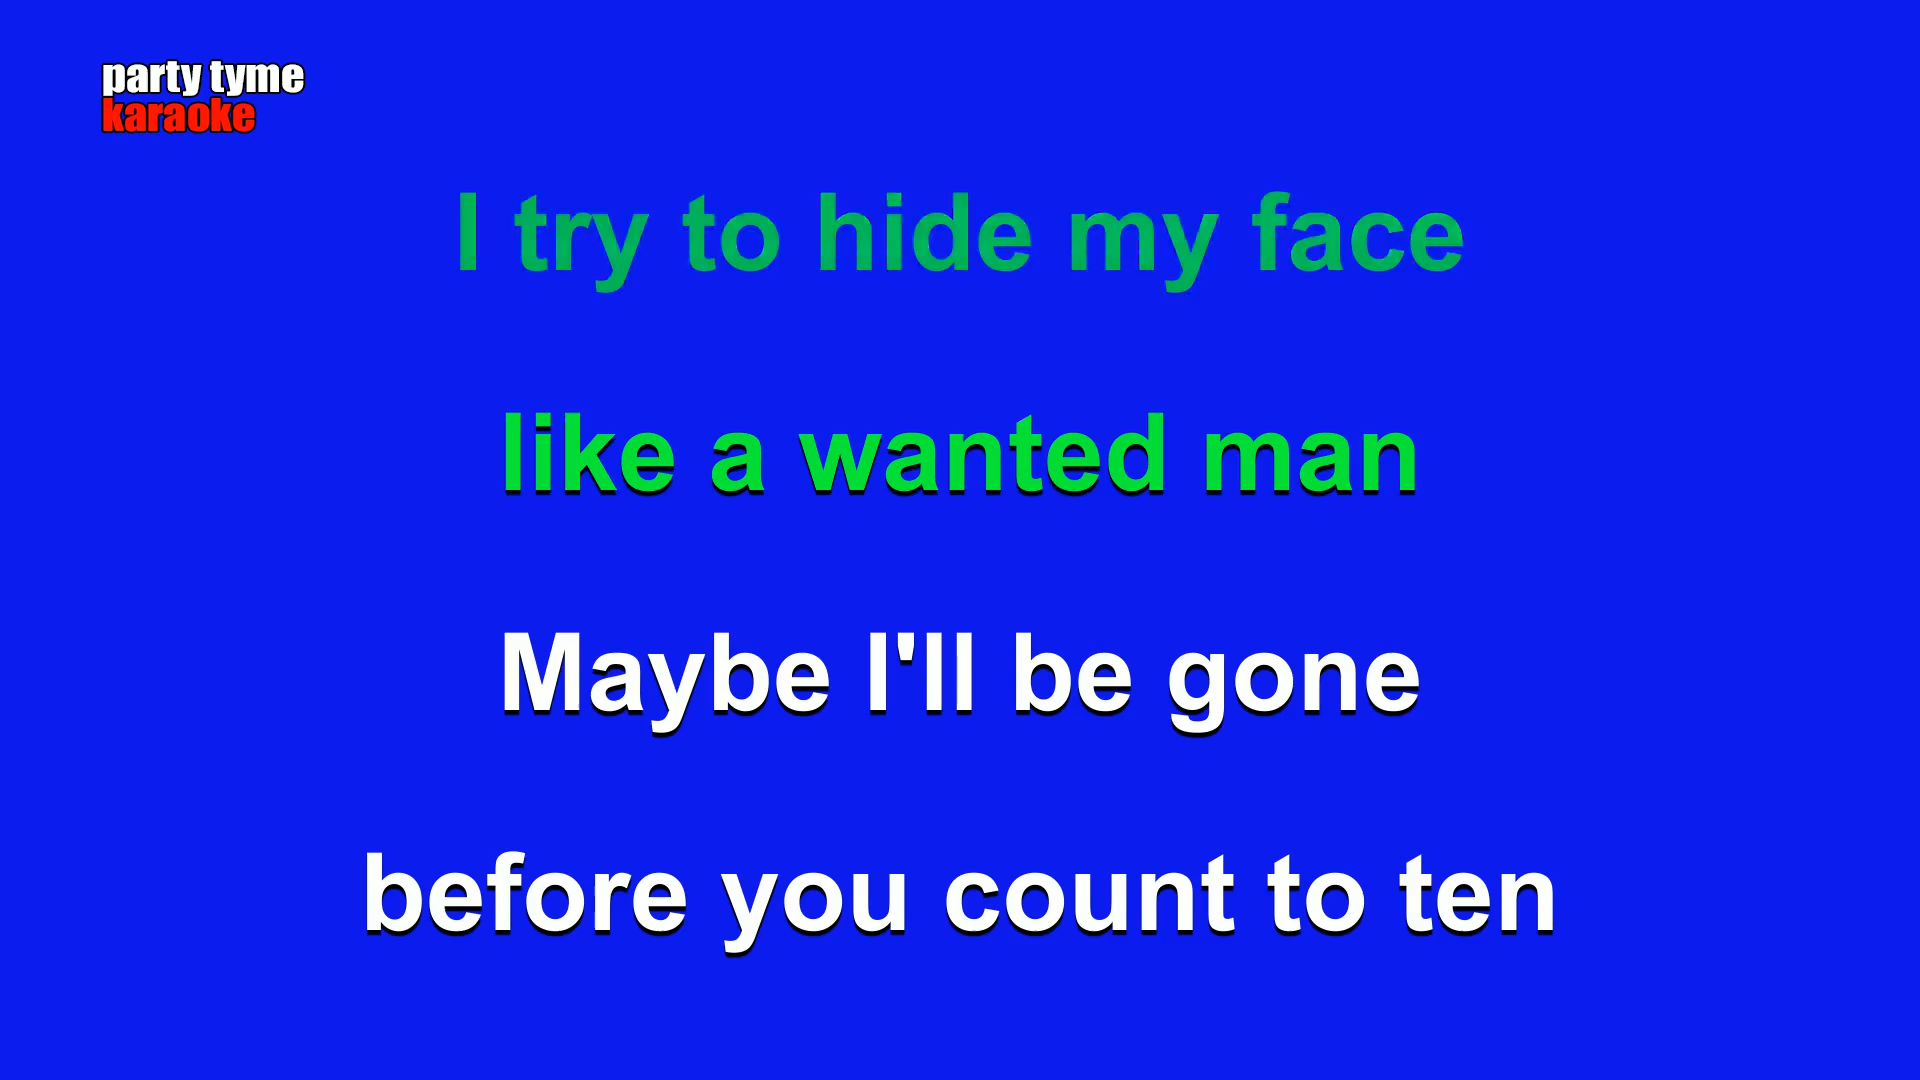 party tyme
karaoke
I try to hide my face
like a wanted man
Maybe I'll be gone
before you count to ten